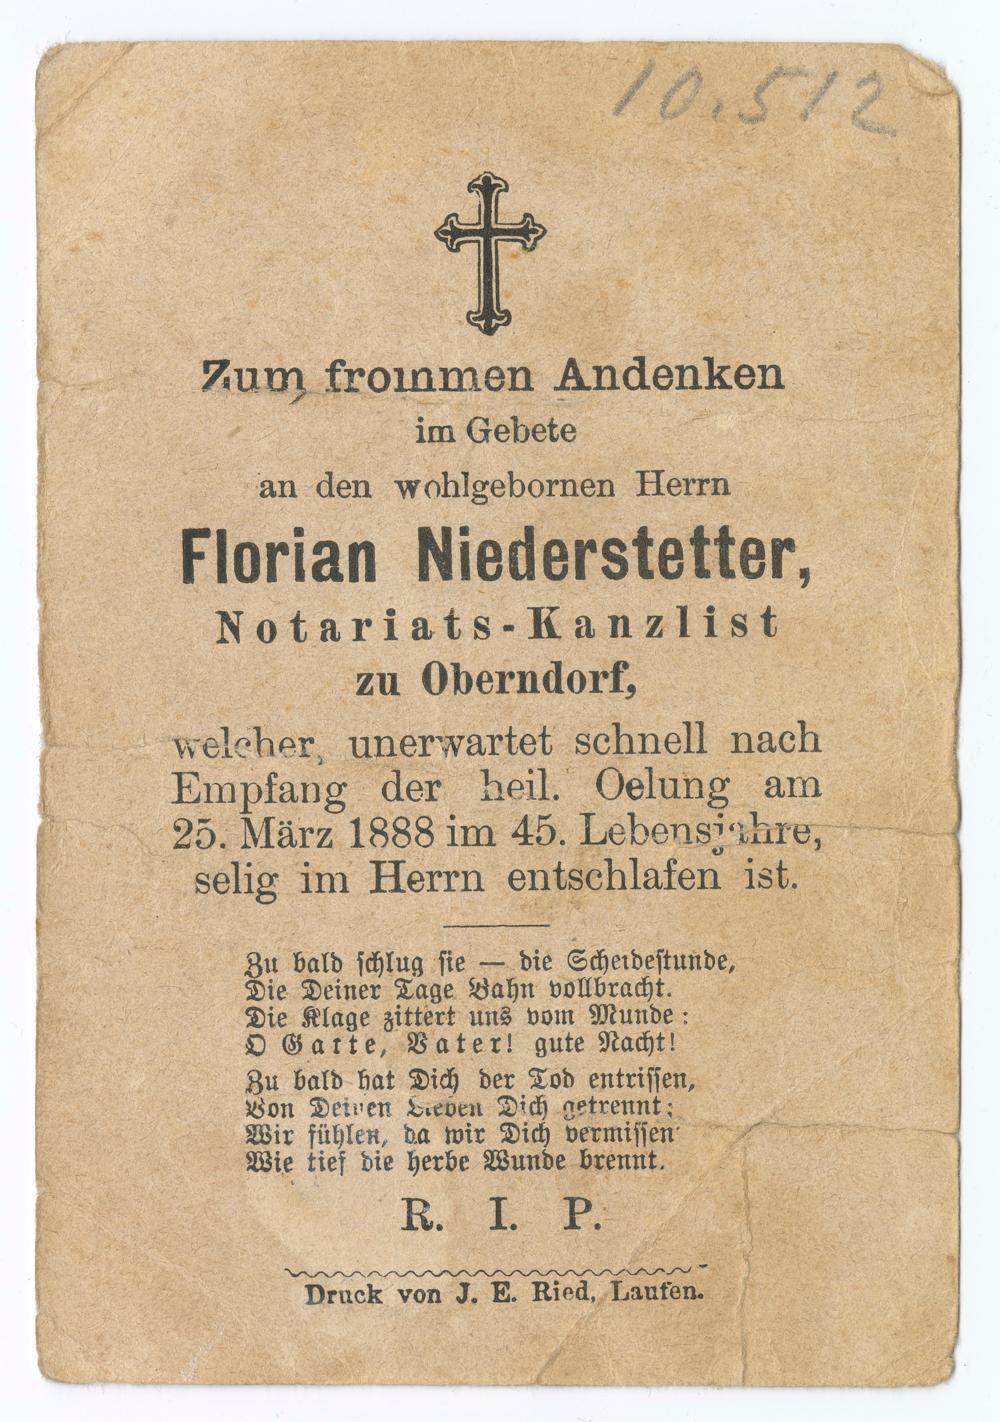 10.512
Zum frommen Andenken
im Gebete
an den wohlgebornen Herrn
Florian Niederstetter,
Notariats-Kanzlist
zu Oberndorf,
welcher, unerwartet schnell nach
Empfang der heil. Oelung am
25. März 1888 im 45. Lebensjahre,
selig im Herrn entschlafen ist.
Zu bald schlug sie — die Scheidestunde,
Die Deiner Tage Bahn vollbracht.
Die Klage zittert uns vom Munde:
O Gatte, Vater! gute Nacht!
Zu bald hat Dich der Tod entrissen,
Von Deinen Lieben Dich getrennt;
Wir fühlen, da wir Dich vermissen
Wie tief die herbe Wunde brennt.
R. I. P.
Druck von J. E. Ried, Laufen.